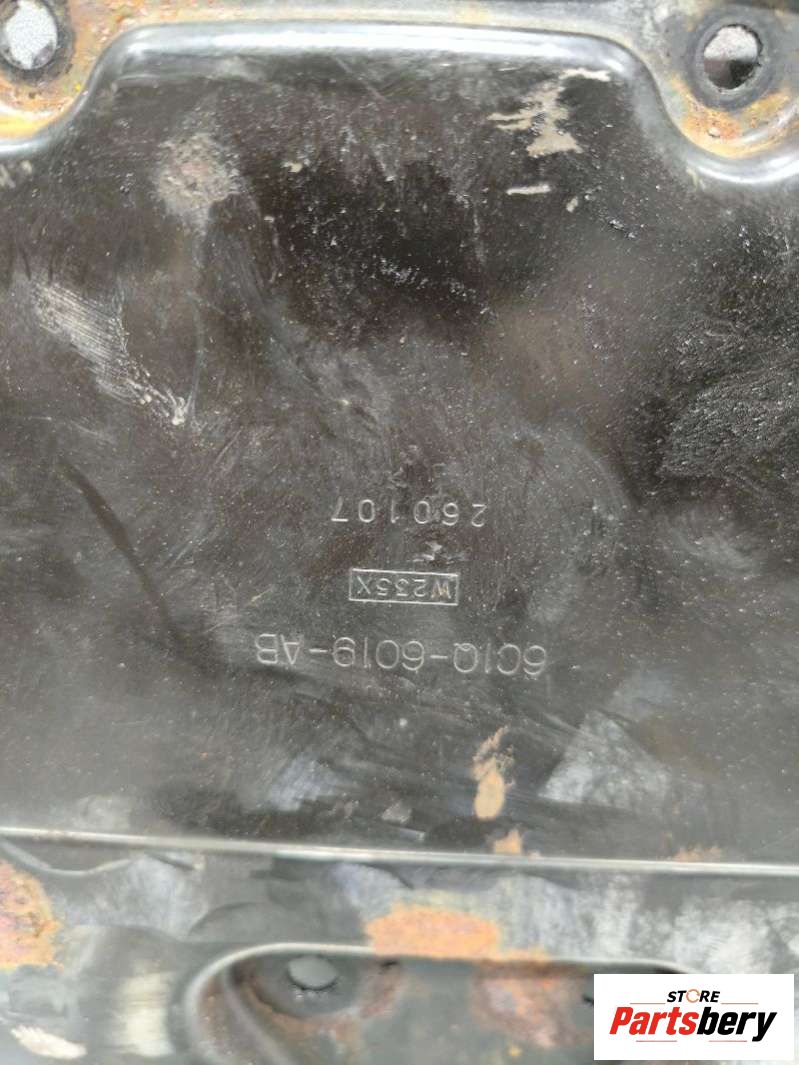 6C1Q-6019-AB
W235X
260107
STORE
Partsbery